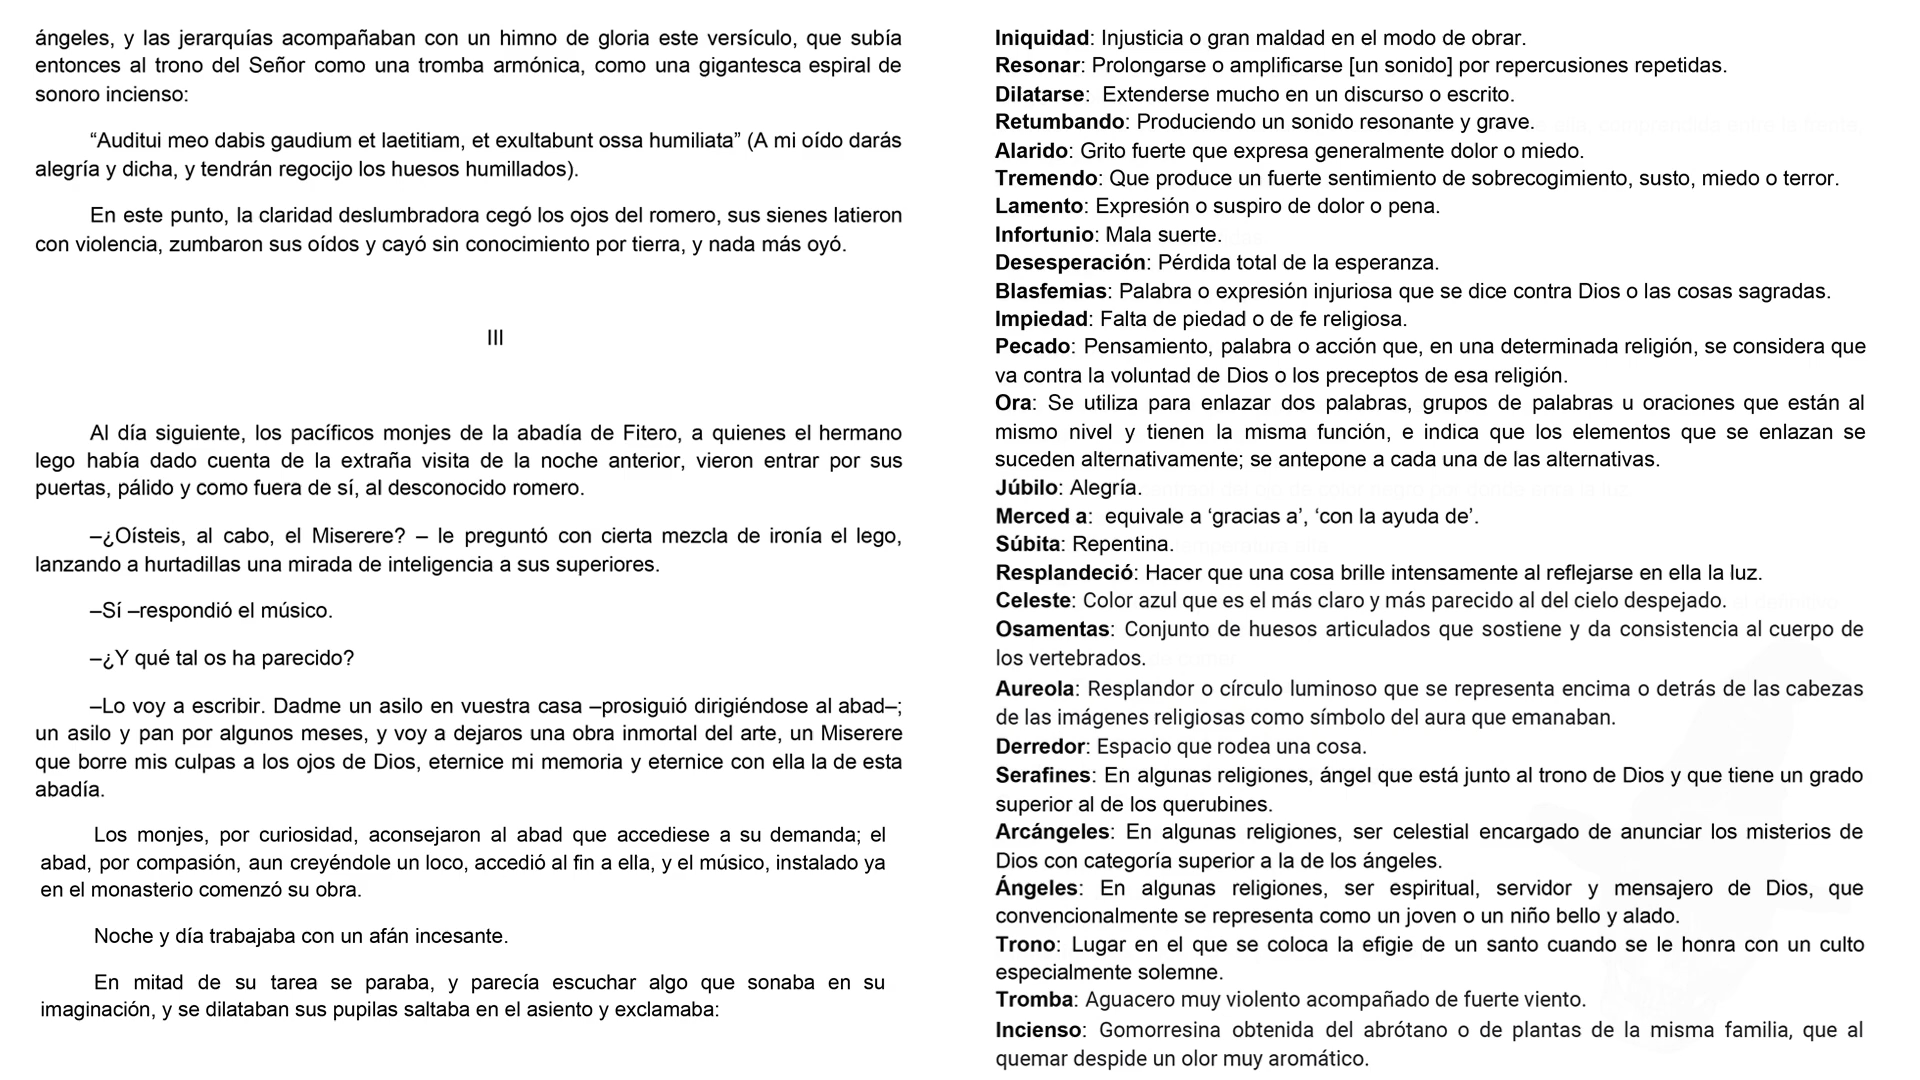 ángeles, y las jerarquías acompañaban con un himno de gloria este versículo, que subía
entonces al trono del Señor como una tromba armónica, como una gigantesca espiral de
sonoro incienso:
“Auditui meo dabis gaudium et laetitiam, et exultabunt ossa humiliata” (A mi oído darás
alegría y dicha, y tendrán regocijo los huesos humillados).
En este punto, la claridad deslumbradora cegó los ojos del romero, sus sienes latieron
con violencia, zumbaron sus oídos y cayó sin conocimiento por tierra, y nada más oyó.
III
Al día siguiente, los pacíficos monjes de la abadía de Fitero, a quienes el hermano
lego había dado cuenta de la extraña visita de la noche anterior, vieron entrar por sus
puertas, pálido y como fuera de sí, al desconocido romero.
–¿Oísteis, al cabo, el Miserere? – le preguntó con cierta mezcla de ironía el lego,
lanzando a hurtadillas una mirada de inteligencia a sus superiores.
–Sí –respondió el músico.
–¿Y qué tal os ha parecido?
–Lo voy a escribir. Dadme un asilo en vuestra casa –prosiguió dirigiéndose al abad–;
un asilo y pan por algunos meses, y voy a dejaros una obra inmortal del arte, un Miserere
que borre mis culpas a los ojos de Dios, eternice mi memoria y eternice con ella la de esta
abadía.
Los monjes, por curiosidad, aconsejaron al abad que accediese a su demanda; el
abad, por compasión, aun creyéndole un loco, accedió al fin a ella, y el músico, instalado ya
en el monasterio comenzó su obra.
Noche y día trabajaba con un afán incesante.
En mitad de su tarea se paraba, y parecía escuchar algo que sonaba en su
imaginación, y se dilataban sus pupilas saltaba en el asiento y exclamaba:
Iniquidad: Injusticia o gran maldad en el modo de obrar.
Resonar: Prolongarse o amplificarse [un sonido] por repercusiones repetidas.
Dilatarse: Extenderse mucho en un discurso o escrito.
Retumbando: Produciendo un sonido resonante y grave.
Alarido: Grito fuerte que expresa generalmente dolor o miedo.
Tremendo: Que produce un fuerte sentimiento de sobrecogimiento, susto, miedo o terror.
Lamento: Expresión o suspiro de dolor o pena.
Infortunio: Mala suerte.
Desesperación: Pérdida total de la esperanza.
Blasfemias: Palabra o expresión injuriosa que se dice contra Dios o las cosas sagradas.
Impiedad: Falta de piedad o de fe religiosa.
Pecado: Pensamiento, palabra o acción que, en una determinada religión, se considera que
va contra la voluntad de Dios o los preceptos de esa religión.
Ora: Se utiliza para enlazar dos palabras, grupos de palabras u oraciones que están al
mismo nivel y tienen la misma función, e indica que los elementos que se enlazan se
suceden alternativamente; se antepone a cada una de las alternativas.
Júbilo: Alegría.
Merced a: equivale a ‘gracias a’, ‘con la ayuda de’.
Súbita: Repentina.
Resplandeció: Hacer que una cosa brille intensamente al reflejarse en ella la luz.
Celeste: Color azul que es el más claro y más parecido al del cielo despejado.
Osamentas: Conjunto de huesos articulados que sostiene y da consistencia al cuerpo de
los vertebrados.
Aureola: Resplandor o círculo luminoso que se representa encima o detrás de las cabezas
de las imágenes religiosas como símbolo del aura que emanaban.
Derredor: Espacio que rodea una cosa.
Serafines: En algunas religiones, ángel que está junto al trono de Dios y que tiene un grado
superior al de los querubines.
Arcángeles: En algunas religiones, ser celestial encargado de anunciar los misterios de
Dios con categoría superior a la de los ángeles.
Ángeles: En algunas religiones, ser espiritual, servidor y mensajero de Dios, que
convencionalmente se representa como un joven o un niño bello y alado.
Trono: Lugar en el que se coloca la efigie de un santo cuando se le honra con un culto
especialmente solemne.
Tromba: Aguacero muy violento acompañado de fuerte viento.
Incienso: Gomorresina obtenida del abrótano o de plantas de la misma familia, que al
quemar despide un olor muy aromático.